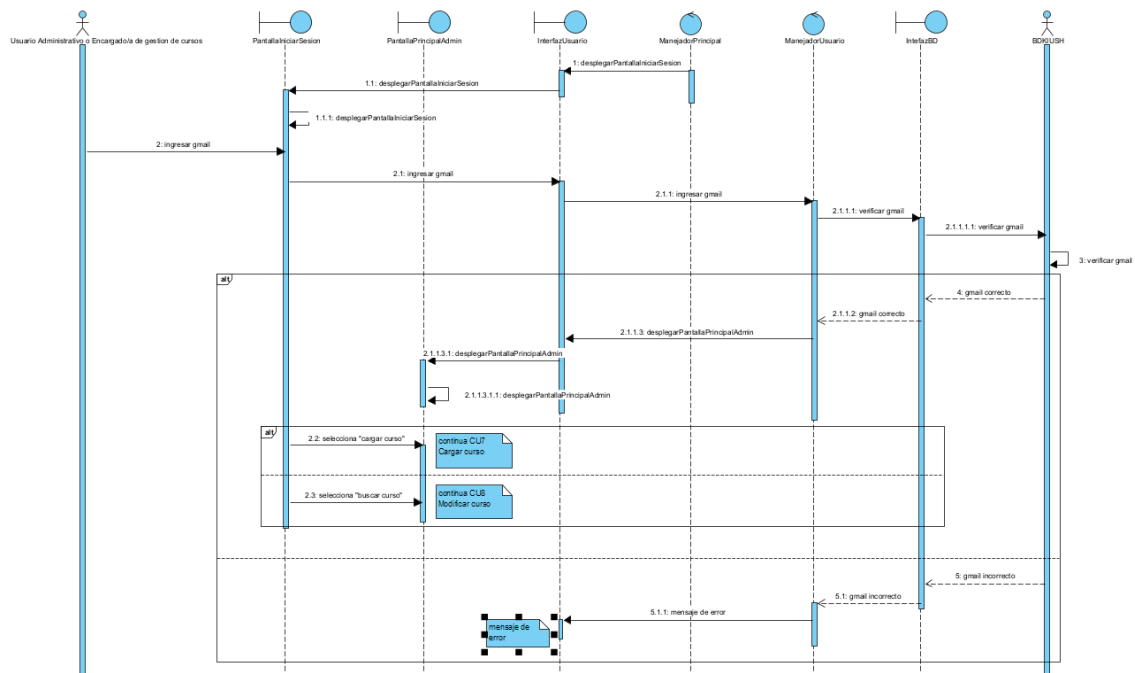 Usuario Administrativo o Encargado/a de gestion de cursos
PantallaIniciarSesion
PantallaPrincipalAdmin
InterfazUsuario
ManejadorPrincipal
ManejadorUsuario
IntefazBD
BDKIUSH
1: desplegarPantallaIniciarSesion
1.1: desplegarPantallaIniciarSesion
1.1.1: desplegarPantallaIniciarSesion
2: ingresar gmail
2.1: ingresar gmail
2.1.1: ingresar gmail
2.1.1.1: verificar gmail
2.1.1.1.1: verificar gmail
3: verificar gmail
alt
4: gmail correcto
2.1.1.2: gmail correcto
2.1.1.3: desplegarPantallaPrincipalAdmin
2.1.1.3.1: desplegarPantallaPrincipalAdmin
2.1.1.3.1.1: desplegarPantallaPrincipalAdmin
alt
2.2: selecciona "cargar curso"
continua CU7
Cargar curso
2.3: selecciona "buscar curso"
continua CU8
Modificar curso
5: gmail incorrecto
5.1: gmail incorrecto
5.1.1: mensaje de error
mensaje de
error